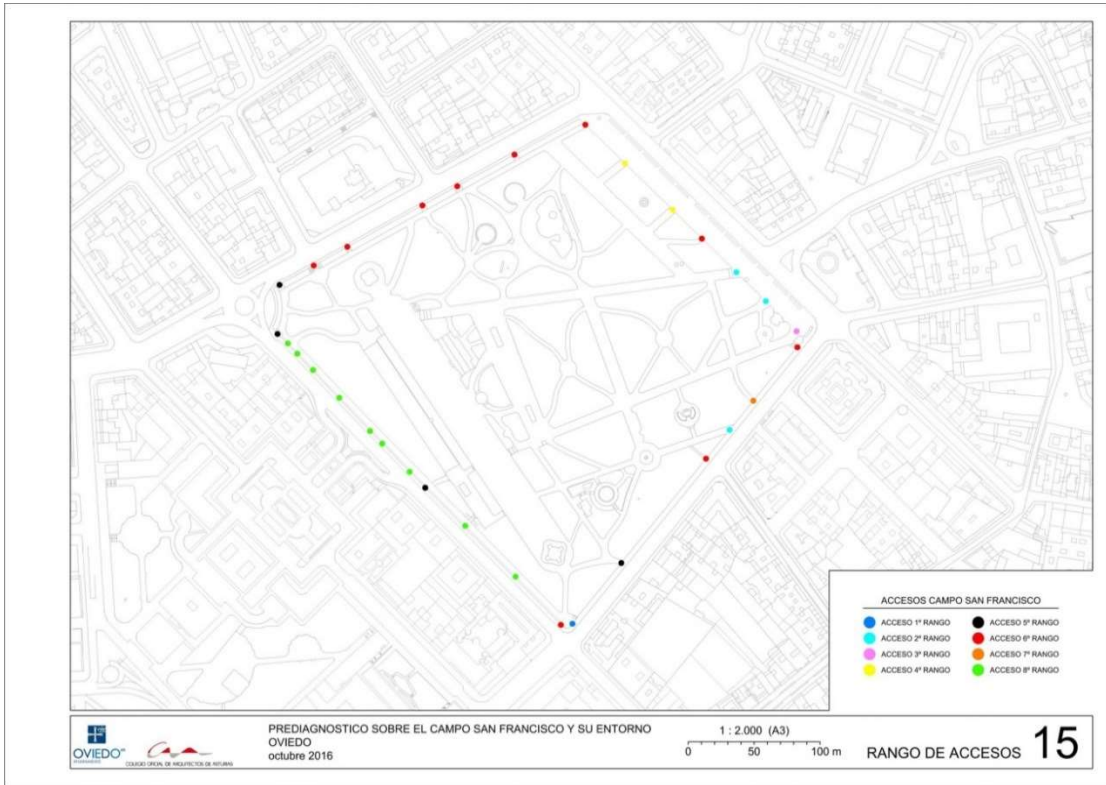 ACCESOS CAMPO SAN FRANCISCO
ACCESO 1º RANGO
ACCESO 2º RANGO
ACCESO 3º RANGO
ACCESO 4º RANGO
ACCESO 5º RANGO
ACCESO 6º RANGO
ACCESO 7º RANGO
ACCESO 8º RANGO
OVIEDO
COLEGIO OFICIAL DE ARQUITECTOS DE ASTURIAS
PREDIAGNOSTICO SOBRE EL CAMPO SAN FRANCISCO Y SU ENTORNO
OVIEDO
octubre 2016
1 : 2.000 (A3)
0 50 100 m
RANGO DE ACCESOS 15